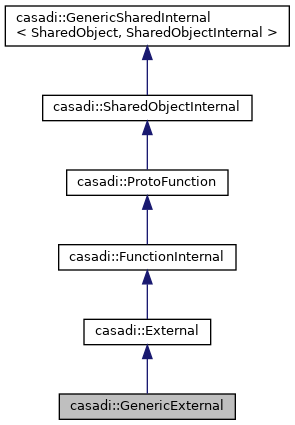 casadi::GenericSharedInternal
< SharedObject, SharedObjectInternal >
casadi::SharedObjectInternal
casadi::ProtoFunction
casadi::FunctionInternal
casadi::External
casadi::GenericExternal